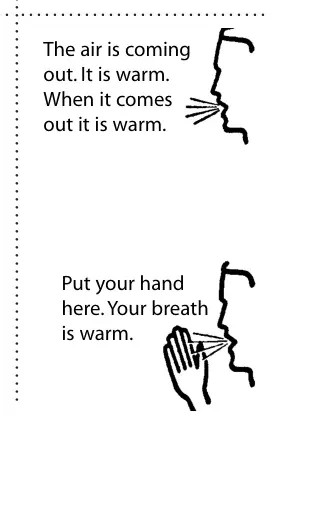 The air is coming
out. It is warm.
When it comes
out it is warm.
Put your hand
here. Your breath
is warm.